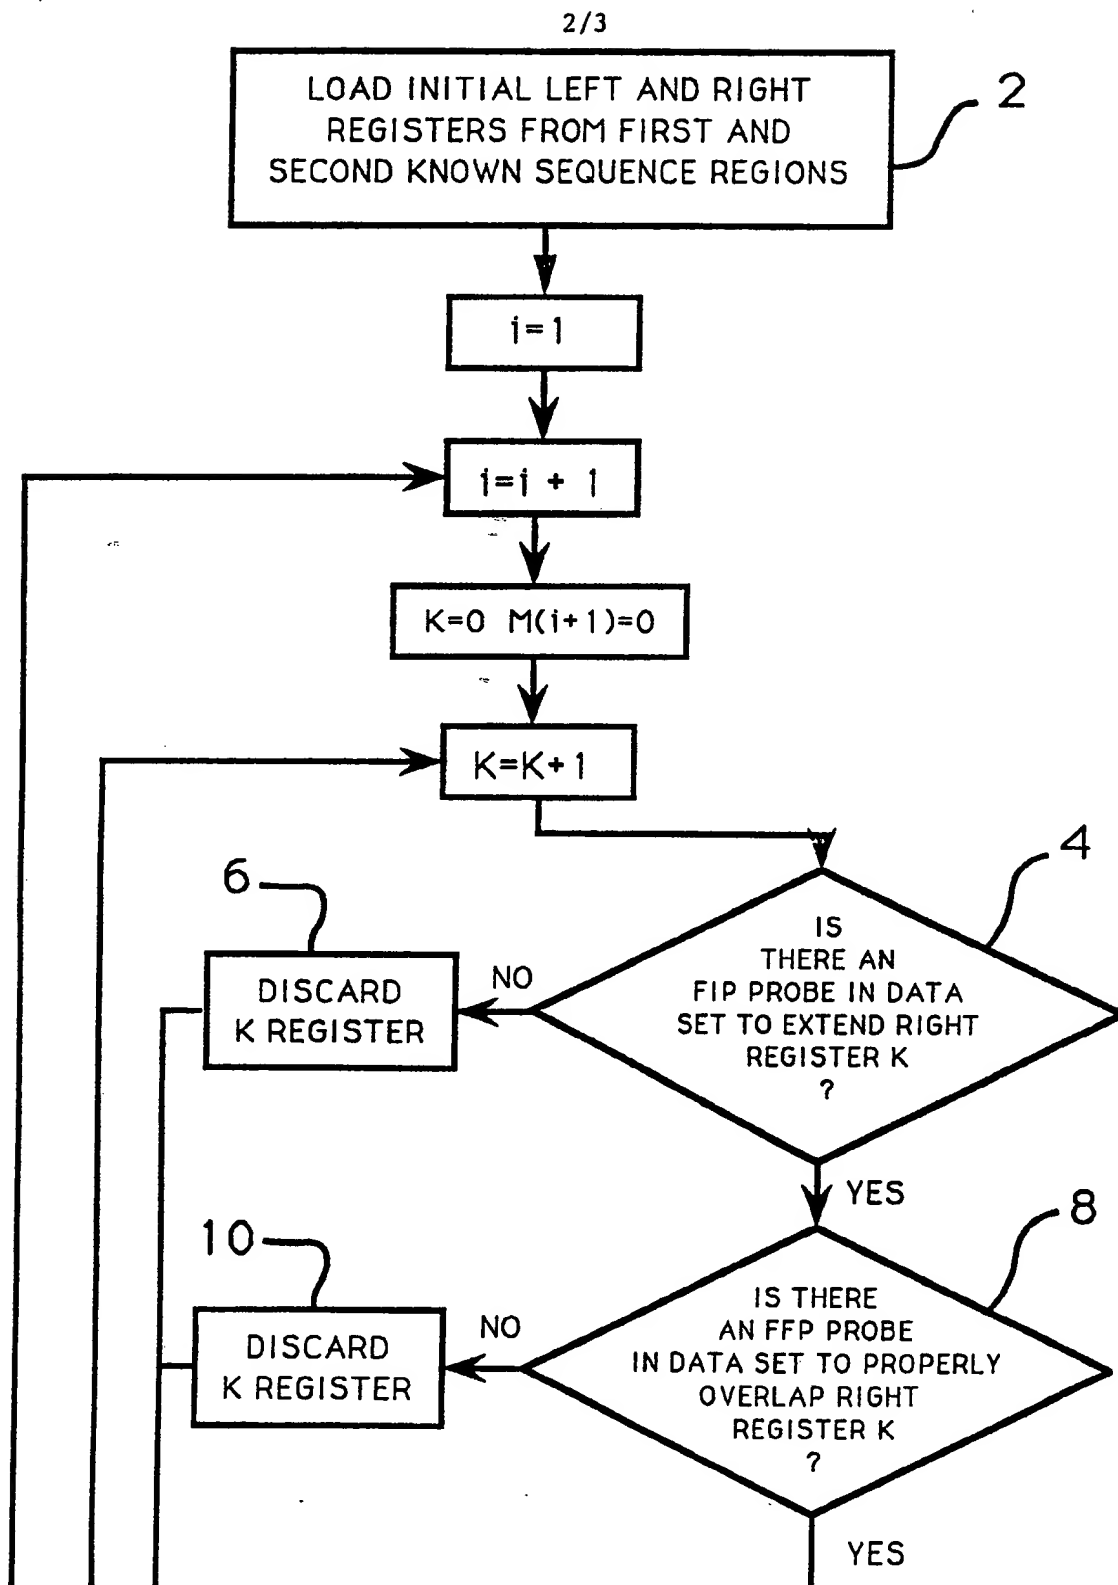 2/3
LOAD INITIAL LEFT AND RIGHT
REGISTERS FROM FIRST AND
SECOND KNOWN SEQUENCE REGIONS
2
i=1
i=i + 1
K=0 M(i+1)=0
K=K+1
4
6
IS
THERE AN
FIP PROBE IN DATA
SET TO EXTEND RIGHT
REGISTER K
?
NO
DISCARD
K REGISTER
YES
8
10
IS THERE
AN FFP PROBE
IN DATA SET TO PROPERLY
OVERLAP RIGHT
REGISTER K
?
NO
DISCARD
K REGISTER
YES